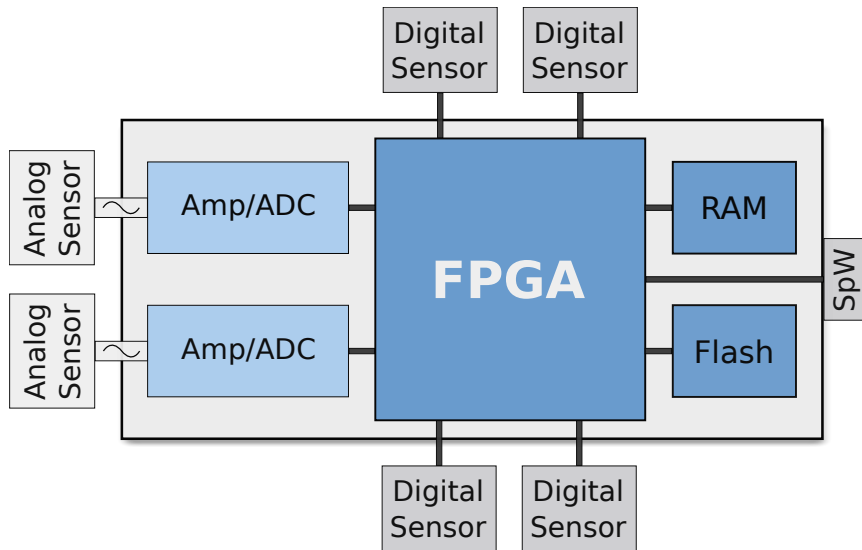 Digital
Sensor
Digital
Sensor
Analog
Sensor
Amp/ADC
FPGA
RAM
SpW
Analog
Sensor
Amp/ADC
Flash
Digital
Sensor
Digital
Sensor